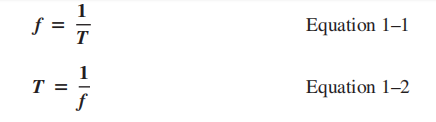 f = 1/T Equation 1–1
T = 1/f Equation 1–2